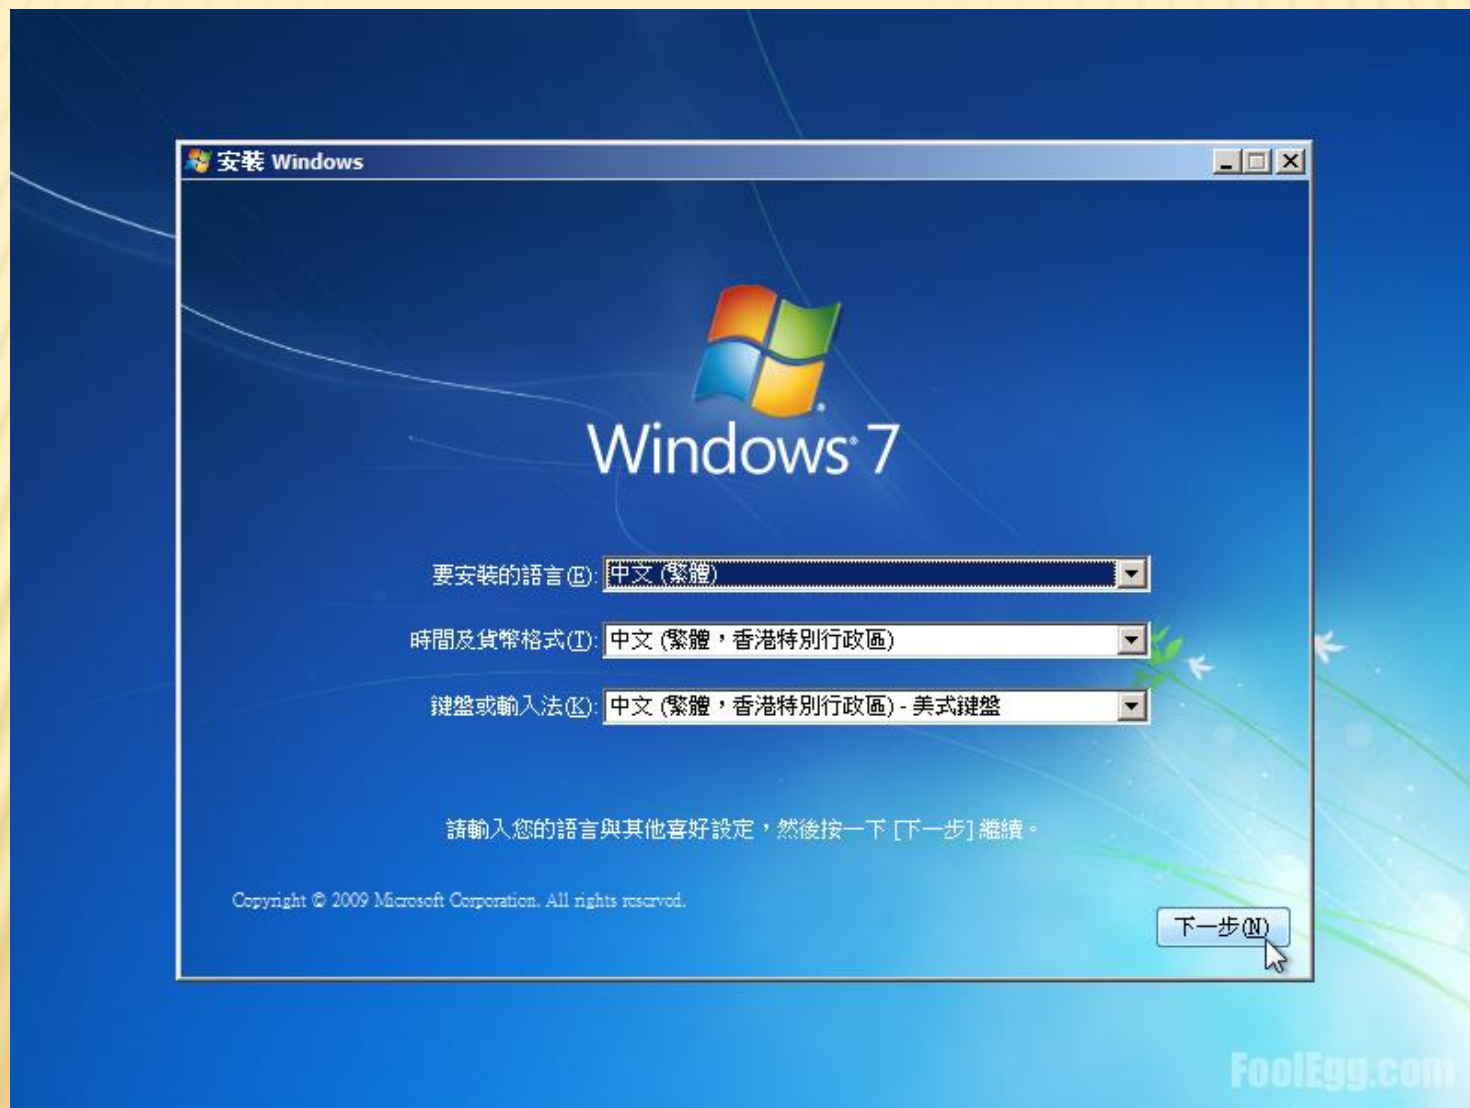 安裝 Windows
Windows 7
要安裝的語言(E): 中文 (繁體)
時間及貨幣格式(T): 中文 (繁體，香港特別行政區)
鍵盤或輸入法(K): 中文 (繁體，香港特別行政區) - 美式鍵盤
請輸入您的語言與其他喜好設定，然後按一下 [下一步] 繼續。
Copyright © 2009 Microsoft Corporation. All rights reserved.
下一步(N)
FoolEgg.com